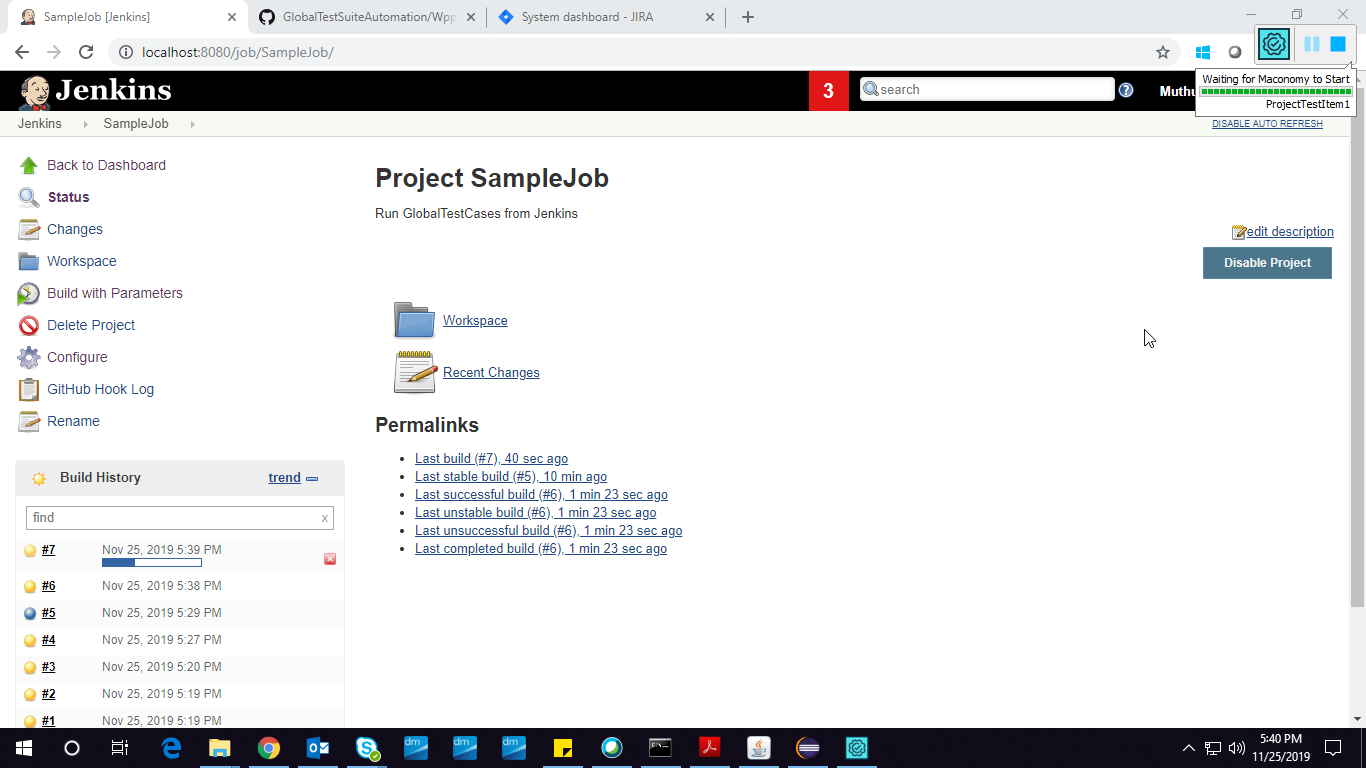 SampleJob [Jenkins]
GlobalTestSuiteAutomation/Wpp
System dashboard - JIRA
localhost:8080/job/SampleJob/
Waiting for Maconomy to Start
ProjectTestItem1
Jenkins
3
search
Muthu
Jenkins
SampleJob
DISABLE AUTO REFRESH
Back to Dashboard
Status
Changes
Workspace
Build with Parameters
Delete Project
Configure
GitHub Hook Log
Rename
Project SampleJob
Run GlobalTestCases from Jenkins
edit description
Disable Project
Workspace
Recent Changes
Permalinks
Last build (#7), 40 sec ago
Last stable build (#5), 10 min ago
Last successful build (#6), 1 min 23 sec ago
Last unstable build (#6), 1 min 23 sec ago
Last unsuccessful build (#6), 1 min 23 sec ago
Last completed build (#6), 1 min 23 sec ago
Build History
trend
find
x
#7 Nov 25, 2019 5:39 PM
#6 Nov 25, 2019 5:38 PM
#5 Nov 25, 2019 5:29 PM
#4 Nov 25, 2019 5:27 PM
#3 Nov 25, 2019 5:20 PM
#2 Nov 25, 2019 5:19 PM
#1 Nov 25, 2019 5:19 PM
dm
dm
dm
5:40 PM
11/25/2019